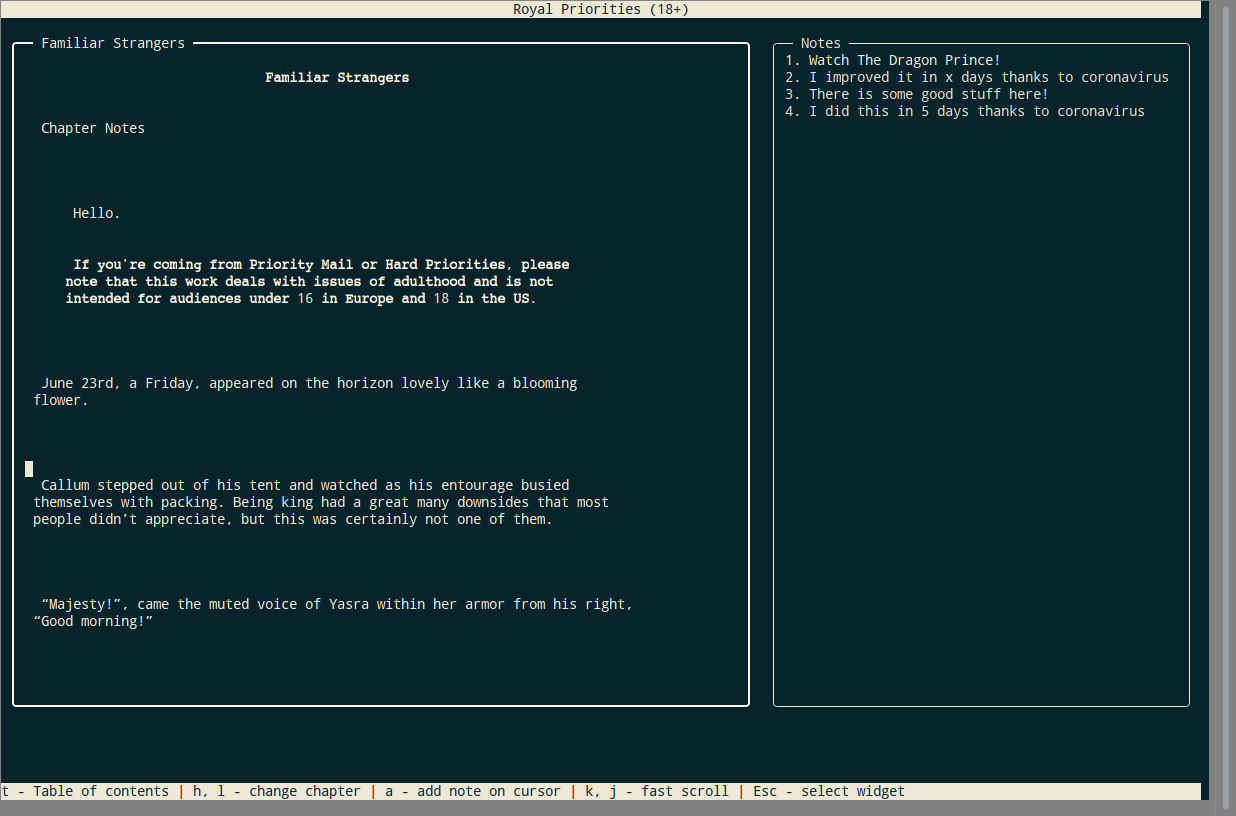 Royal Priorities (18+)
Familiar Strangers
Familiar Strangers
Chapter Notes
Hello.
If you're coming from Priority Mail or Hard Priorities, please
note that this work deals with issues of adulthood and is not
intended for audiences under 16 in Europe and 18 in the US.
June 23rd, a Friday, appeared on the horizon lovely like a blooming
flower.
Callum stepped out of his tent and watched as his entourage busied
themselves with packing. Being king had a great many downsides that most
people didn’t appreciate, but this was certainly not one of them.
“Majesty!”, came the muted voice of Yasra within her armor from his right,
“Good morning!”
Notes
1. Watch The Dragon Prince!
2. I improved it in x days thanks to coronavirus
3. There is some good stuff here!
4. I did this in 5 days thanks to coronavirus
t - Table of contents | h, l - change chapter | a - add note on cursor | k, j - fast scroll | Esc - select widget